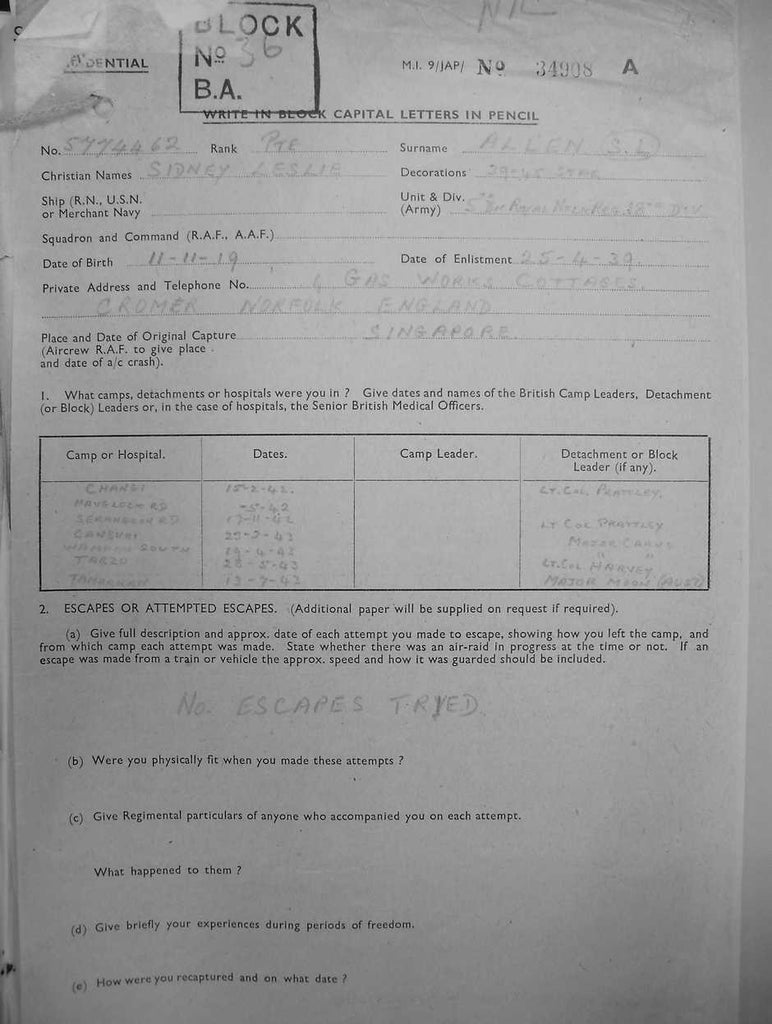 BLOCK
Nº 36
B.A.
NIL
DENTIAL
M.I. 9/JAP/ Nº 34908 A
WRITE IN BLOCK CAPITAL LETTERS IN PENCIL
No. 5774462 Rank PTE Surname ALLEN S.L
Christian Names SIDNEY LESLIE Decorations 39-45 STAR
Ship (R.N., U.S.N.
or Merchant Navy
Unit & Div.
(Army) ROYAL
Squadron and Command (R.A.F., A.A.F.)
Date of Birth 11-11-19 Date of Enlistment 25-4-39
Private Address and Telephone No. GAS WORKS COTTAGES
CROMER NORFOLK ENGLAND
Place and Date of Original Capture SINGAPORE
(Aircrew R.A.F. to give place
and date of a/c crash).
1. What camps, detachments or hospitals were you in ? Give dates and names of the British Camp Leaders, Detachment
(or Block) Leaders or, in the case of hospitals, the Senior British Medical Officers.
Camp or Hospital. Dates. Camp Leader. Detachment or Block
Leader (if any).
CHANGI 15-2-42. LT. COL. PRATTLEY.
HAVELOCK RD -5-42
RD LT COL PRATTLEY
MAJOR
SOUTH " "
LT. COL HARVEY
MAJOR MOON (AUST)
2. ESCAPES OR ATTEMPTED ESCAPES. (Additional paper will be supplied on request if required).
(a) Give full description and approx. date of each attempt you made to escape, showing how you left the camp, and
from which camp each attempt was made. State whether there was an air-raid in progress at the time or not. If an
escape was made from a train or vehicle the approx. speed and how it was guarded should be included.
No. ESCAPES TRYED.
(b) Were you physically fit when you made these attempts ?
(c) Give Regimental particulars of anyone who accompanied you on each attempt.
What happened to them ?
(d) Give briefly your experiences during periods of freedom.
(e) How were you recaptured and on what date ?